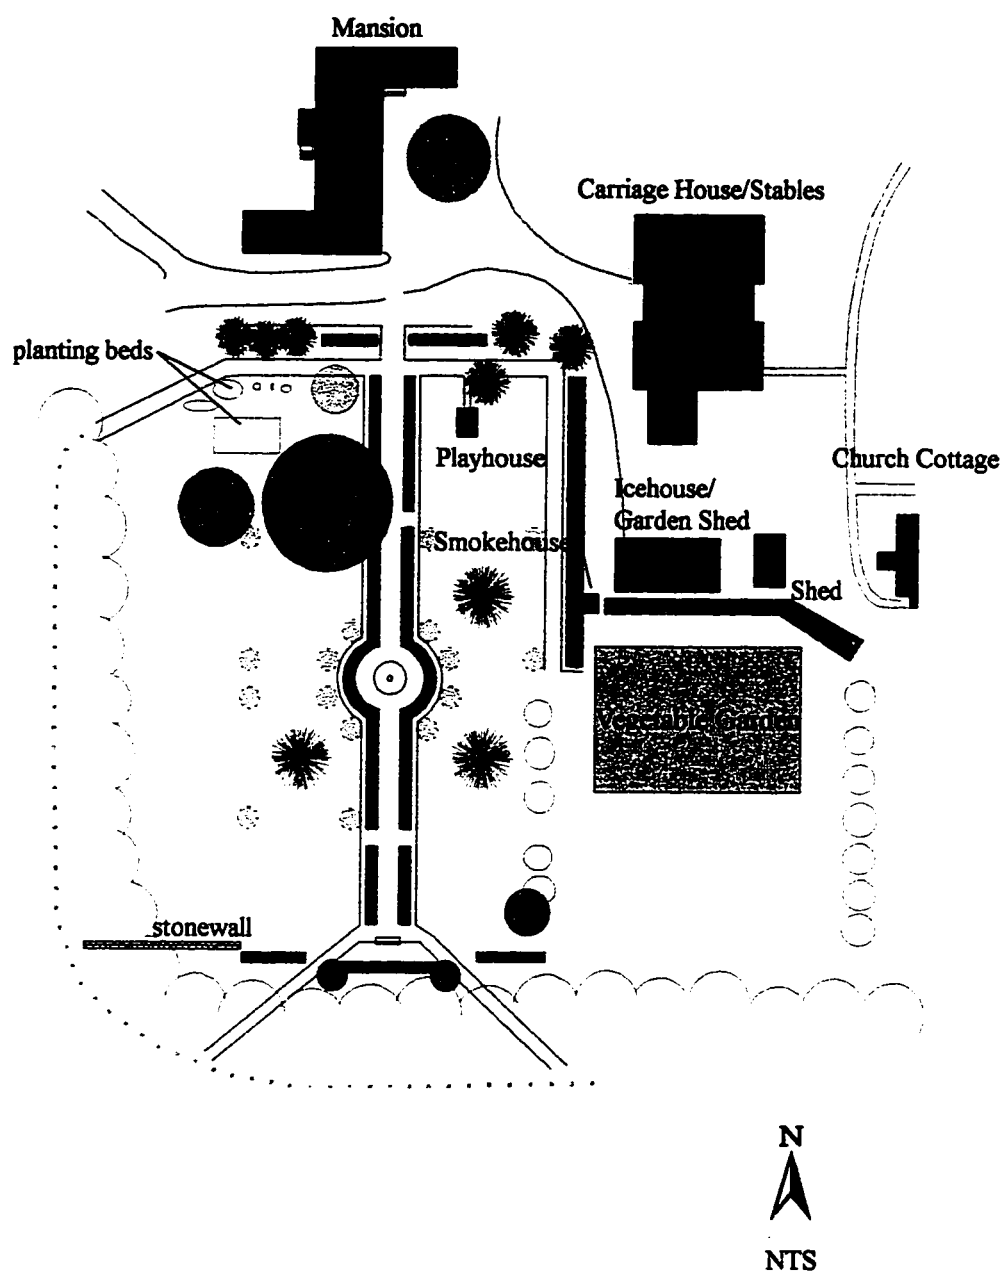 Mansion
Carriage House/Stables
planting beds
Playhouse
Church Cottage
Icehouse/
Garden Shed
Smokehouse
Shed
Vegetable Garden
stonewall
N
NTS